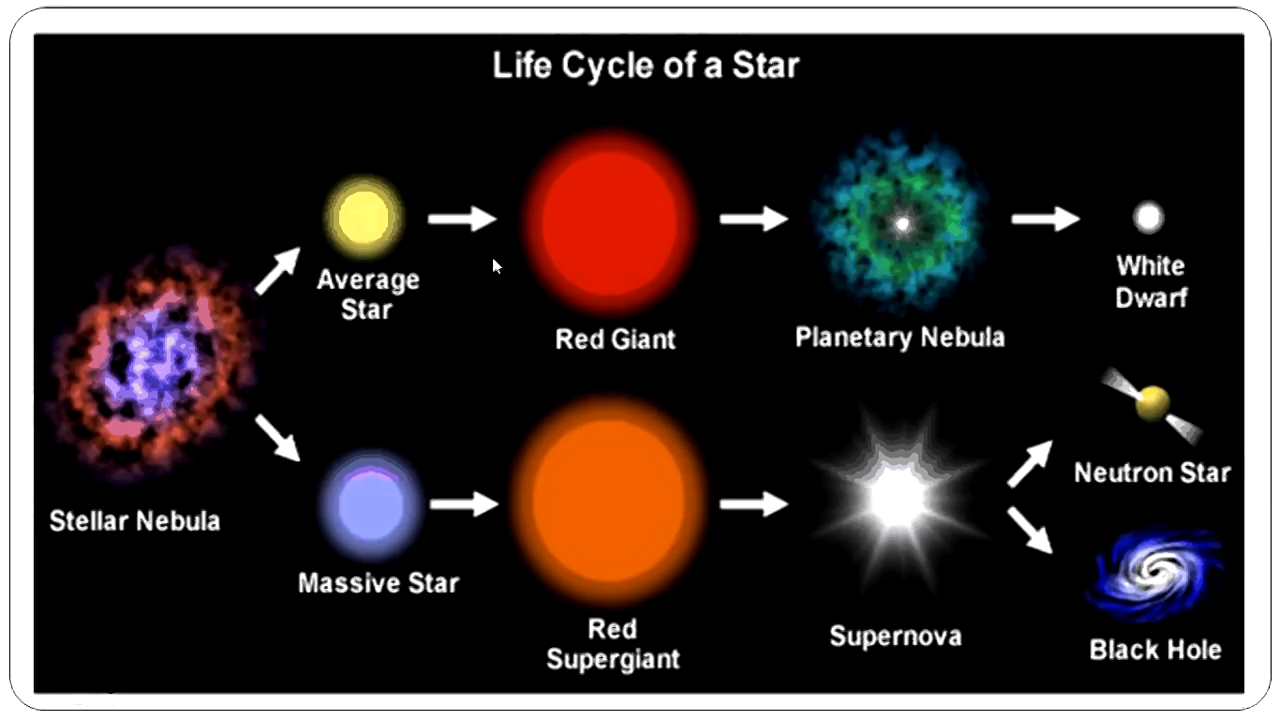 Life Cycle of a Star
Average
Star
Red Giant
Planetary Nebula
White
Dwarf
Stellar Nebula
Massive Star
Red
Supergiant
Supernova
Neutron Star
Black Hole